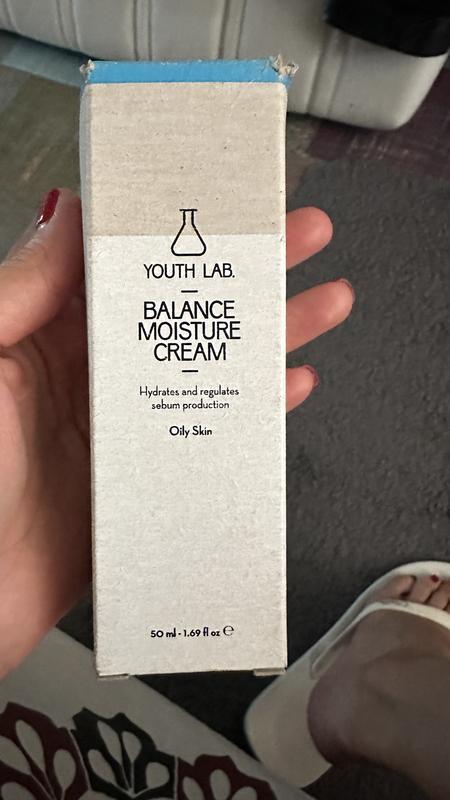 YOUTH LAB.
BALANCE
MOISTURE
CREAM
Hydrates and regulates
sebum production
Oily Skin
50 ml - 1.69 fl oz ℮